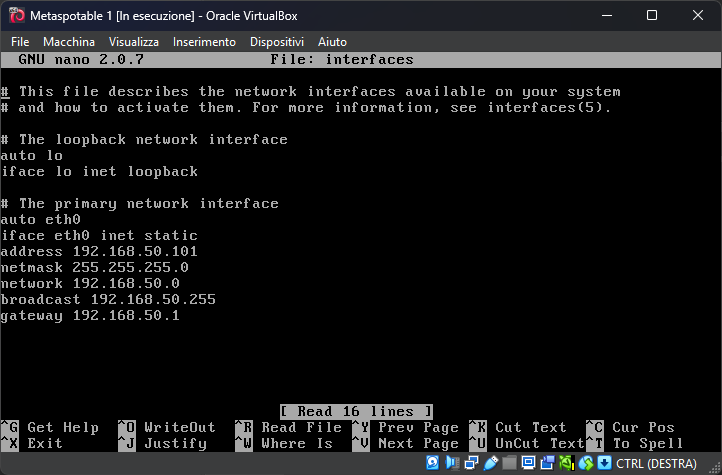 Metaspotable 1 [In esecuzione] - Oracle VirtualBox
File Macchina Visualizza Inserimento Dispositivi Aiuto
GNU nano 2.0.7 File: interfaces
# This file describes the network interfaces available on your system
# and how to activate them. For more information, see interfaces(5).
# The loopback network interface
auto lo
iface lo inet loopback
# The primary network interface
auto eth0
iface eth0 inet static
address 192.168.50.101
netmask 255.255.255.0
network 192.168.50.0
broadcast 192.168.50.255
gateway 192.168.50.1
[ Read 16 lines ]
^G Get Help ^O WriteOut ^R Read File ^Y Prev Page ^K Cut Text ^C Cur Pos
^X Exit ^J Justify ^W Where Is ^V Next Page ^U UnCut Text ^T To Spell
CTRL (DESTRA)